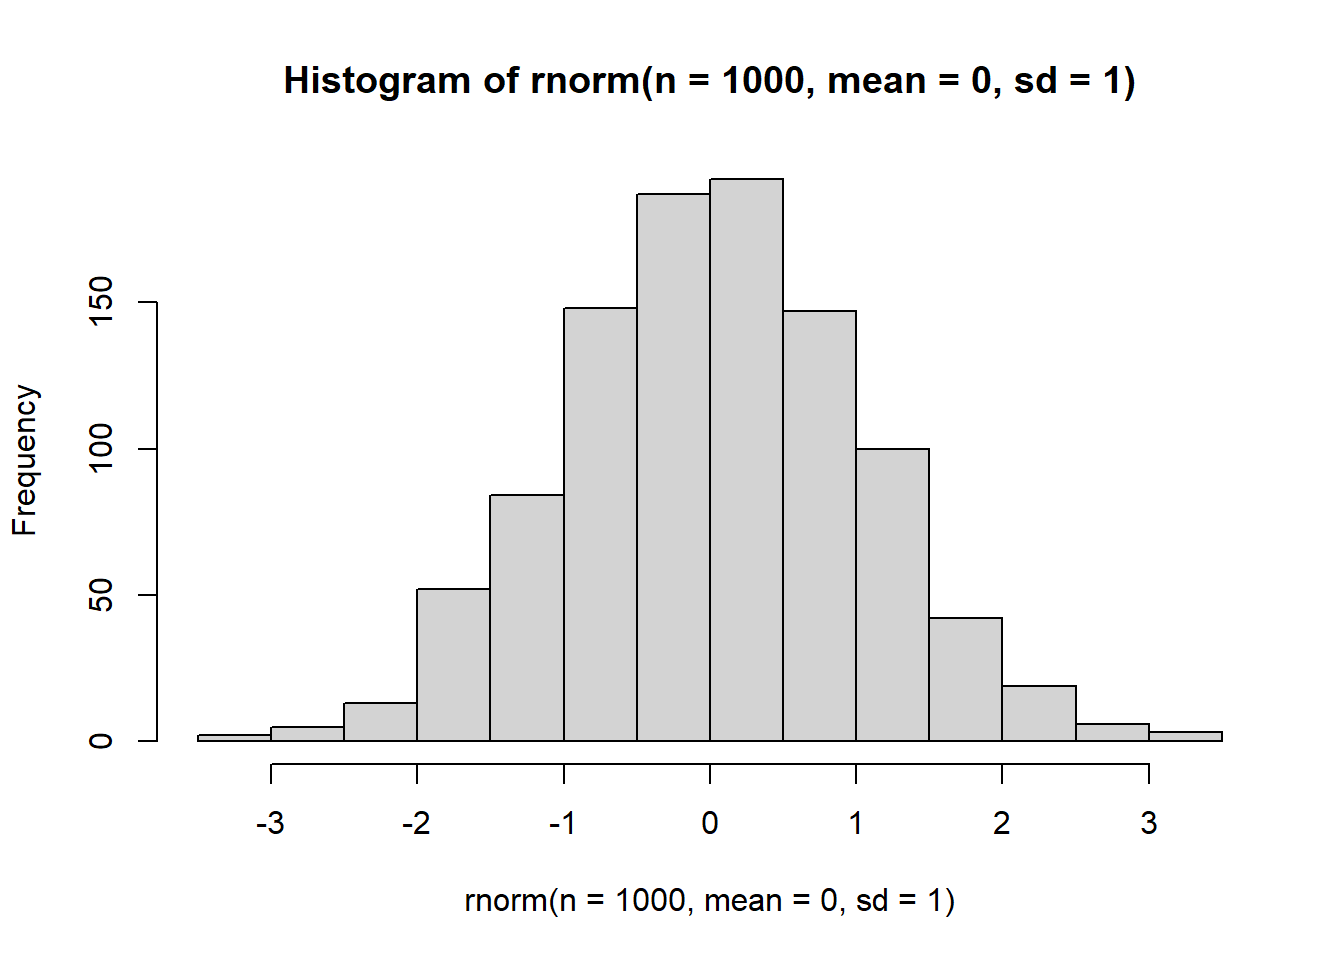 Histogram of rnorm(n = 1000, mean = 0, sd = 1)
150
100
50
0
Frequency
-3 -2 -1 0 1 2 3
rnorm(n = 1000, mean = 0, sd = 1)